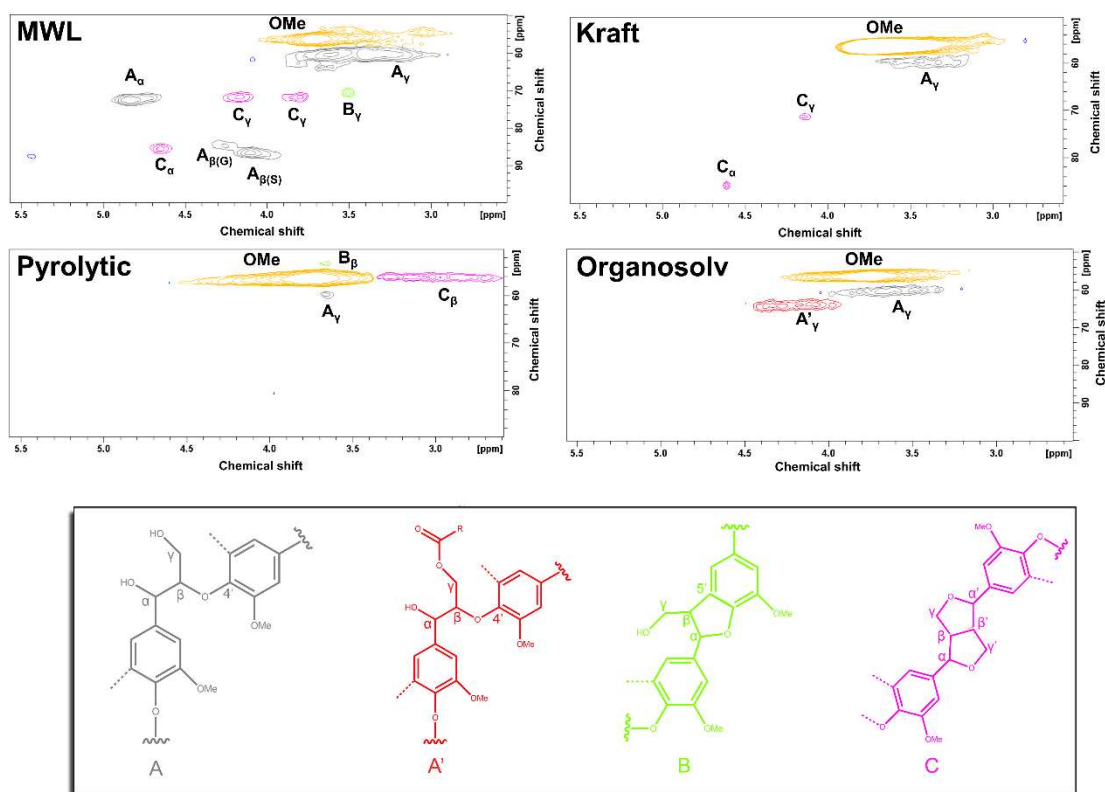 MWL
OMe
Aγ
Aα
Cγ
Cγ
Bγ
Cα
Aβ(G)
Aβ(S)
60
70
80
90
[ppm]
Chemical shift
5.5
5.0
4.5
4.0
3.5
3.0
[ppm]
Chemical shift
Kraft
OMe
Aγ
Cγ
Cα
60
70
80
[ppm]
Chemical shift
5.5
5.0
4.5
4.0
3.5
3.0
[ppm]
Chemical shift
Pyrolytic
OMe
Bβ
Cβ
Aγ
60
80
[ppm]
Chemical shift
5.5
5.0
4.5
4.0
3.5
3.0
[ppm]
Chemical shift
Organosolv
OMe
A'γ
Aγ
60
70
80
90
[ppm]
Chemical shift
5.5
5.0
4.5
4.0
3.5
3.0
[ppm]
Chemical shift
HO
γ
HO
α
β
O
4'
OMe
OMe
O
A
O
R
O
γ
HO
α
β
O
4'
OMe
OMe
O
A'
5'
γ
HO
β
α
O
OMe
O
OMe
B
MeO
O
O
α'
γ
β
β'
γ'
α
O
O
OMe
C